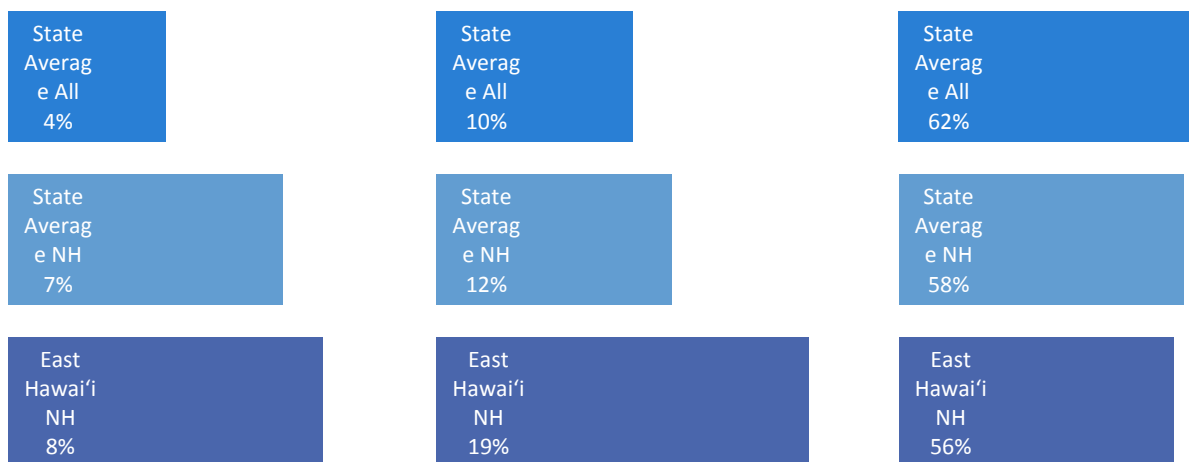 State
Averag
e All
4%
State
Averag
e All
10%
State
Averag
e All
62%
State
Averag
e NH
7%
State
Averag
e NH
12%
State
Averag
e NH
58%
East
Hawaiʻi
NH
8%
East
Hawaiʻi
NH
19%
East
Hawaiʻi
NH
56%